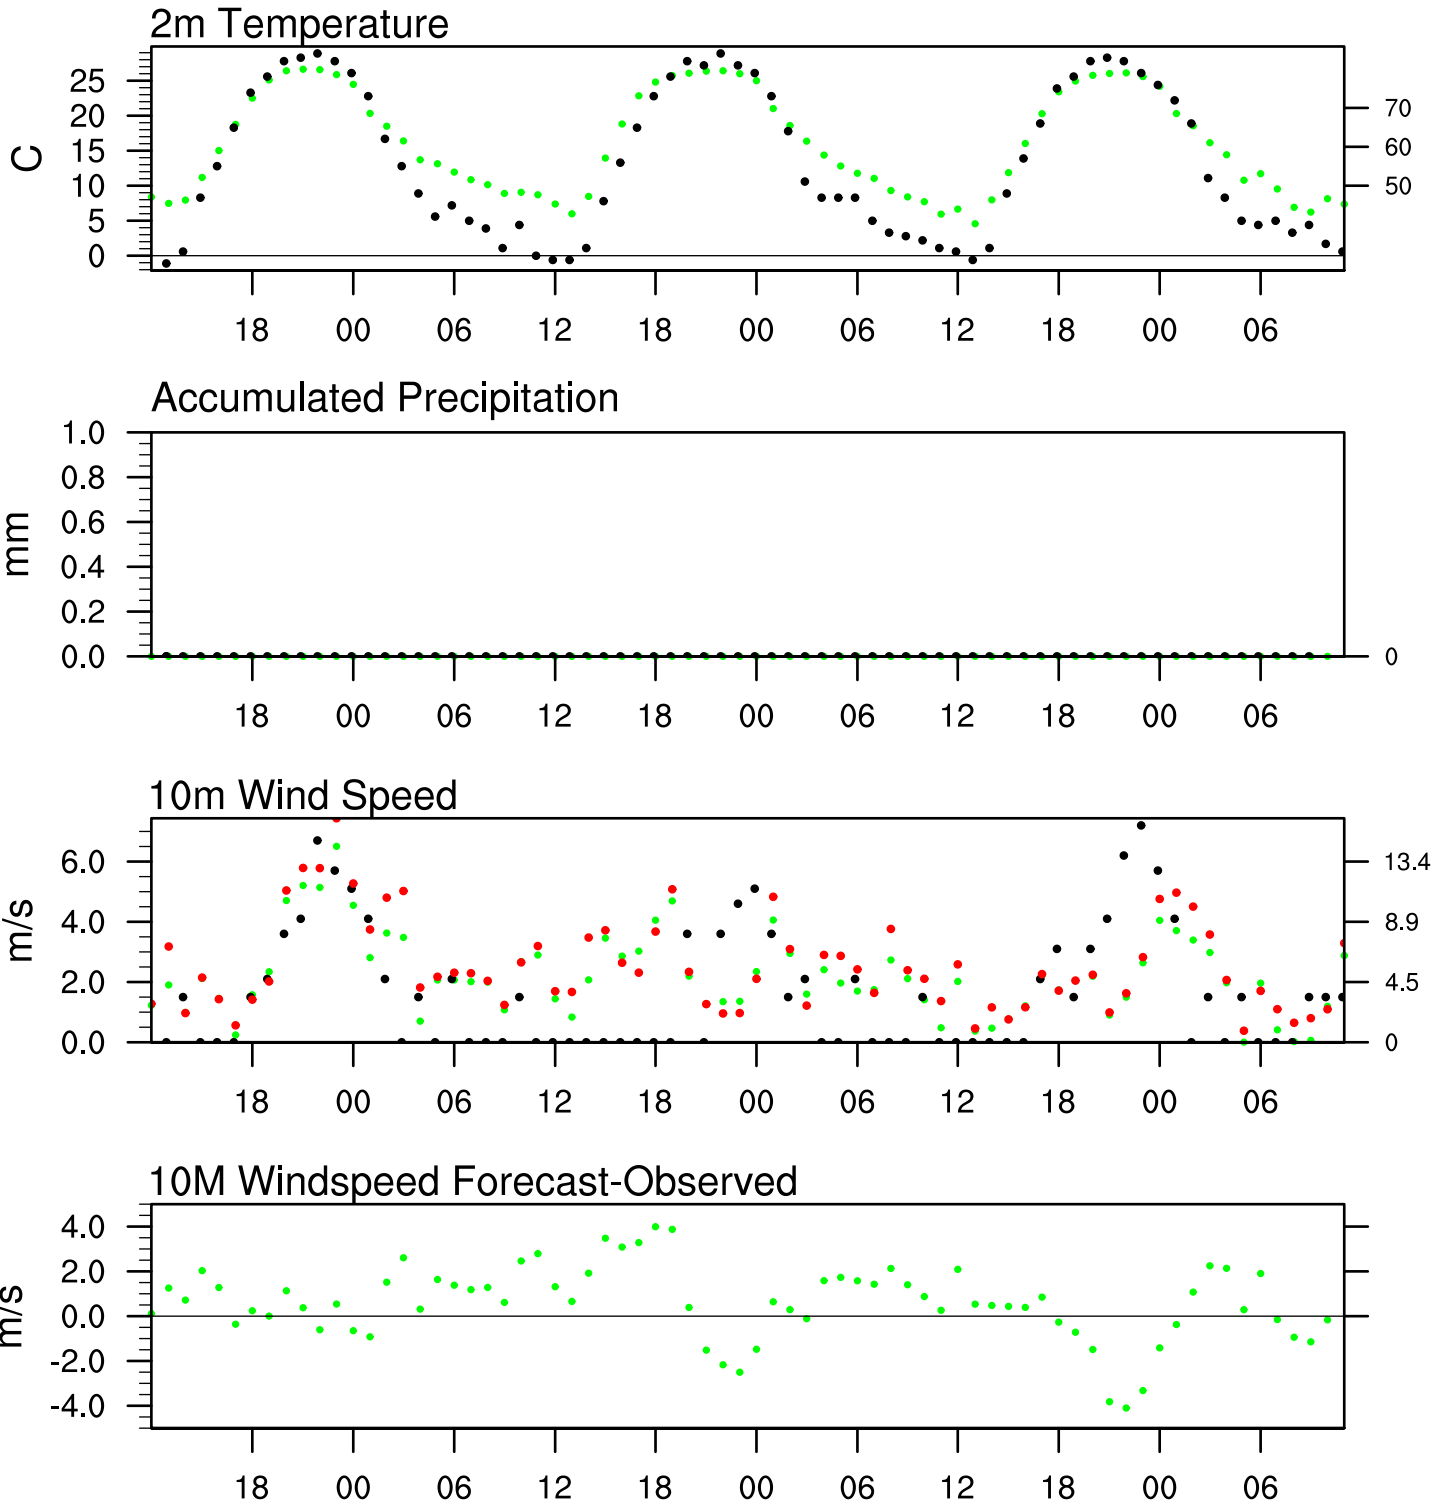 2m Temperature
C
25
20
15
10
5
0
70
60
50
18 00 06 12 18 00 06 12 18 00 06
Accumulated Precipitation
mm
1.0
0.8
0.6
0.4
0.2
0.0
0
18 00 06 12 18 00 06 12 18 00 06
10m Wind Speed
m/s
6.0
4.0
2.0
0.0
13.4
8.9
4.5
0
18 00 06 12 18 00 06 12 18 00 06
10M Windspeed Forecast-Observed
m/s
4.0
2.0
0.0
-2.0
-4.0
18 00 06 12 18 00 06 12 18 00 06